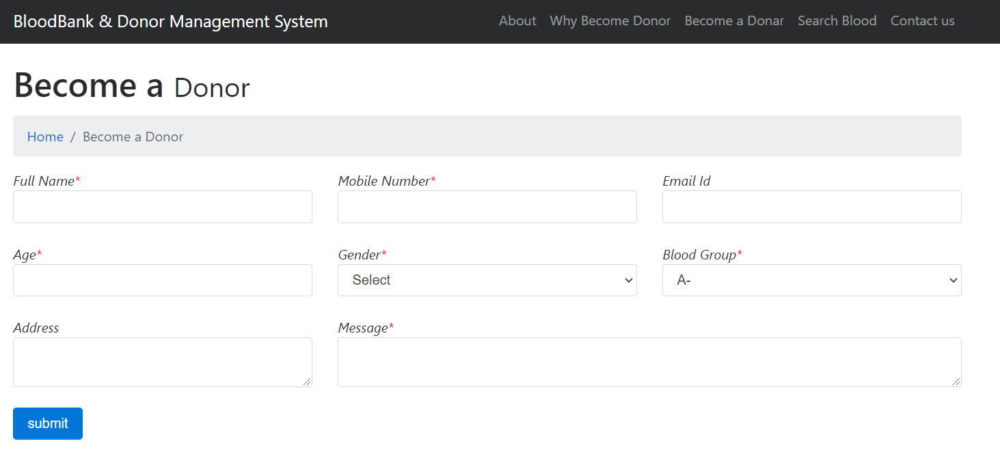 BloodBank & Donor Management System About Why Become Donor Become a Donar Search Blood Contact us
Become a Donor
Home / Become a Donor
Full Name* Mobile Number* Email Id
Age* Gender* Blood Group*
Select A-
Address Message*
submit